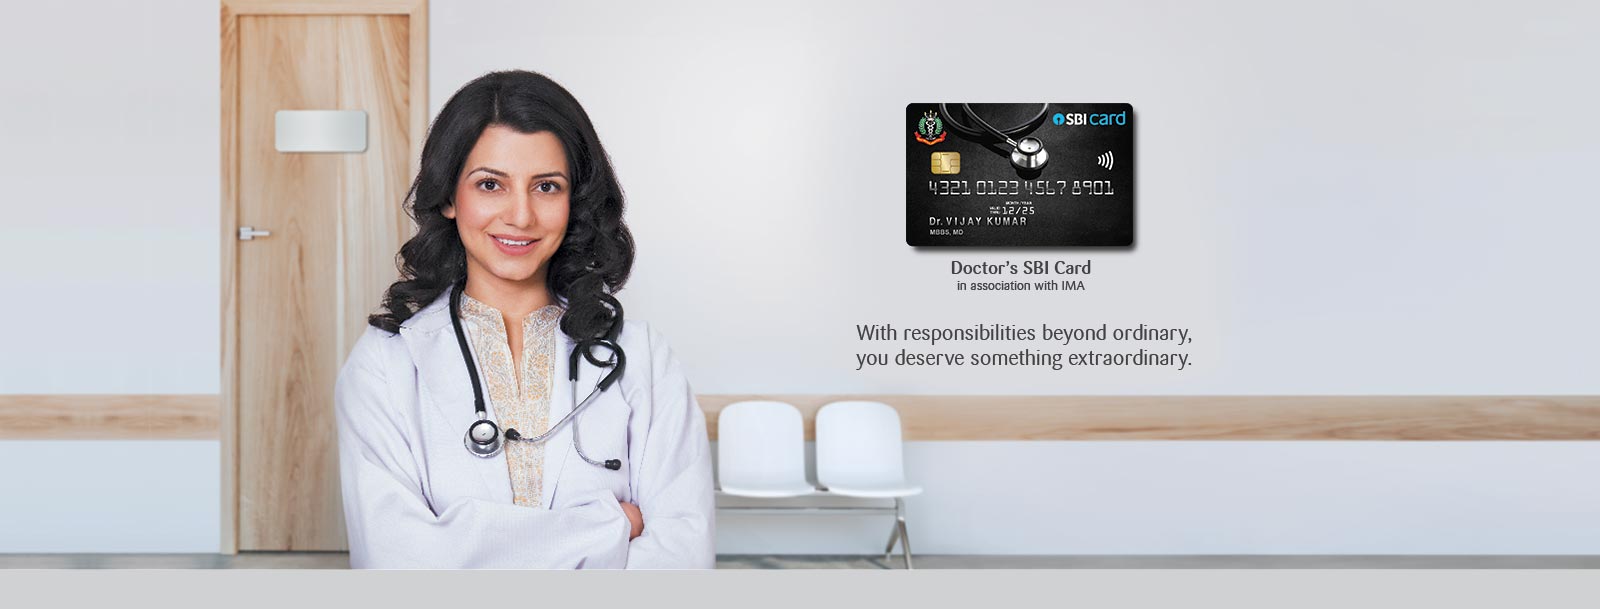 SBI card
4321 0123 4567 8901
MONTH/YEAR
VALID THRU 12/25
Dr. VIJAY KUMAR
MBBS, MD
Doctor's SBI Card
in association with IMA
With responsibilities beyond ordinary,
you deserve something extraordinary.